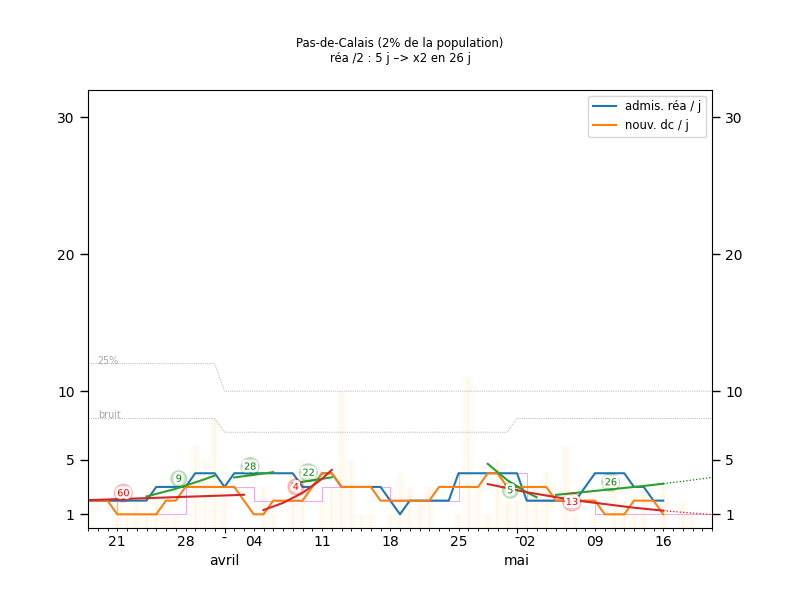 Pas-de-Calais (2% de la population)
réa /2 : 5 j –> x2 en 26 j
admis. réa / j
nouv. dc / j
30 30
20 20
25%
10 10
bruit
5 5
28
9
22
26
60
4
5
13
1 1
21 28 - 04 11 18 25 - 02 09 16
avril mai